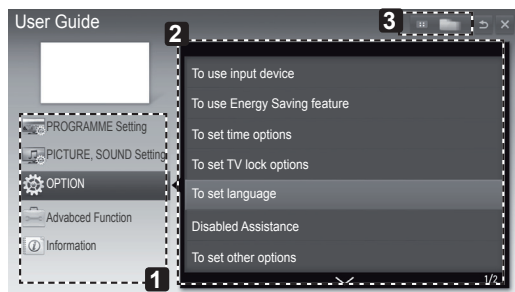 User Guide
3
2
PROGRAMME Setting
PICTURE, SOUND Setting
OPTION
Advabced Function
Information
1
To use input device
To use Energy Saving feature
To set time options
To set TV lock options
To set language
Disabled Assistance
To set other options
1/2